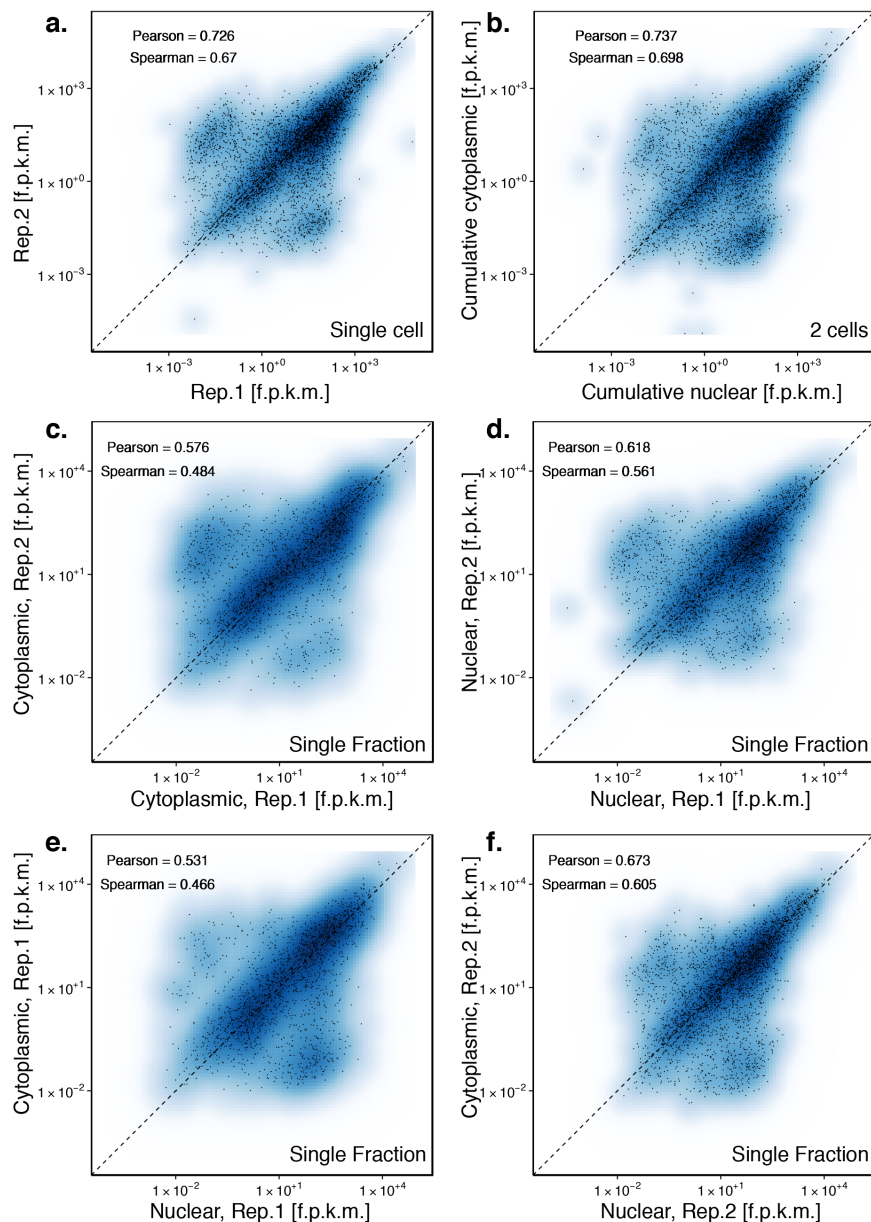 a.
Pearson = 0.726
Spearman = 0.67
Rep.2 [f.p.k.m.]
1 × 10⁺³
1 × 10⁺⁰
1 × 10⁻³
Single cell
1 × 10⁻³ 1 × 10⁺⁰ 1 × 10⁺³
Rep.1 [f.p.k.m.]
b.
Pearson = 0.737
Spearman = 0.698
Cumulative cytoplasmic [f.p.k.m.]
1 × 10⁺³
1 × 10⁺⁰
1 × 10⁻³
2 cells
1 × 10⁻³ 1 × 10⁺⁰ 1 × 10⁺³
Cumulative nuclear [f.p.k.m.]
c.
Pearson = 0.576
Spearman = 0.484
Cytoplasmic, Rep.2 [f.p.k.m.]
1 × 10⁺⁴
1 × 10⁺¹
1 × 10⁻²
Single Fraction
1 × 10⁻² 1 × 10⁺¹ 1 × 10⁺⁴
Cytoplasmic, Rep.1 [f.p.k.m.]
d.
Pearson = 0.618
Spearman = 0.561
Nuclear, Rep.2 [f.p.k.m.]
1 × 10⁺⁴
1 × 10⁺¹
1 × 10⁻²
Single Fraction
1 × 10⁻² 1 × 10⁺¹ 1 × 10⁺⁴
Nuclear, Rep.1 [f.p.k.m.]
e.
Pearson = 0.531
Spearman = 0.466
Cytoplasmic, Rep.1 [f.p.k.m.]
1 × 10⁺⁴
1 × 10⁺¹
1 × 10⁻²
Single Fraction
1 × 10⁻² 1 × 10⁺¹ 1 × 10⁺⁴
Nuclear, Rep.1 [f.p.k.m.]
f.
Pearson = 0.673
Spearman = 0.605
Cytoplasmic, Rep.2 [f.p.k.m.]
1 × 10⁺⁴
1 × 10⁺¹
1 × 10⁻²
Single Fraction
1 × 10⁻² 1 × 10⁺¹ 1 × 10⁺⁴
Nuclear, Rep.2 [f.p.k.m.]